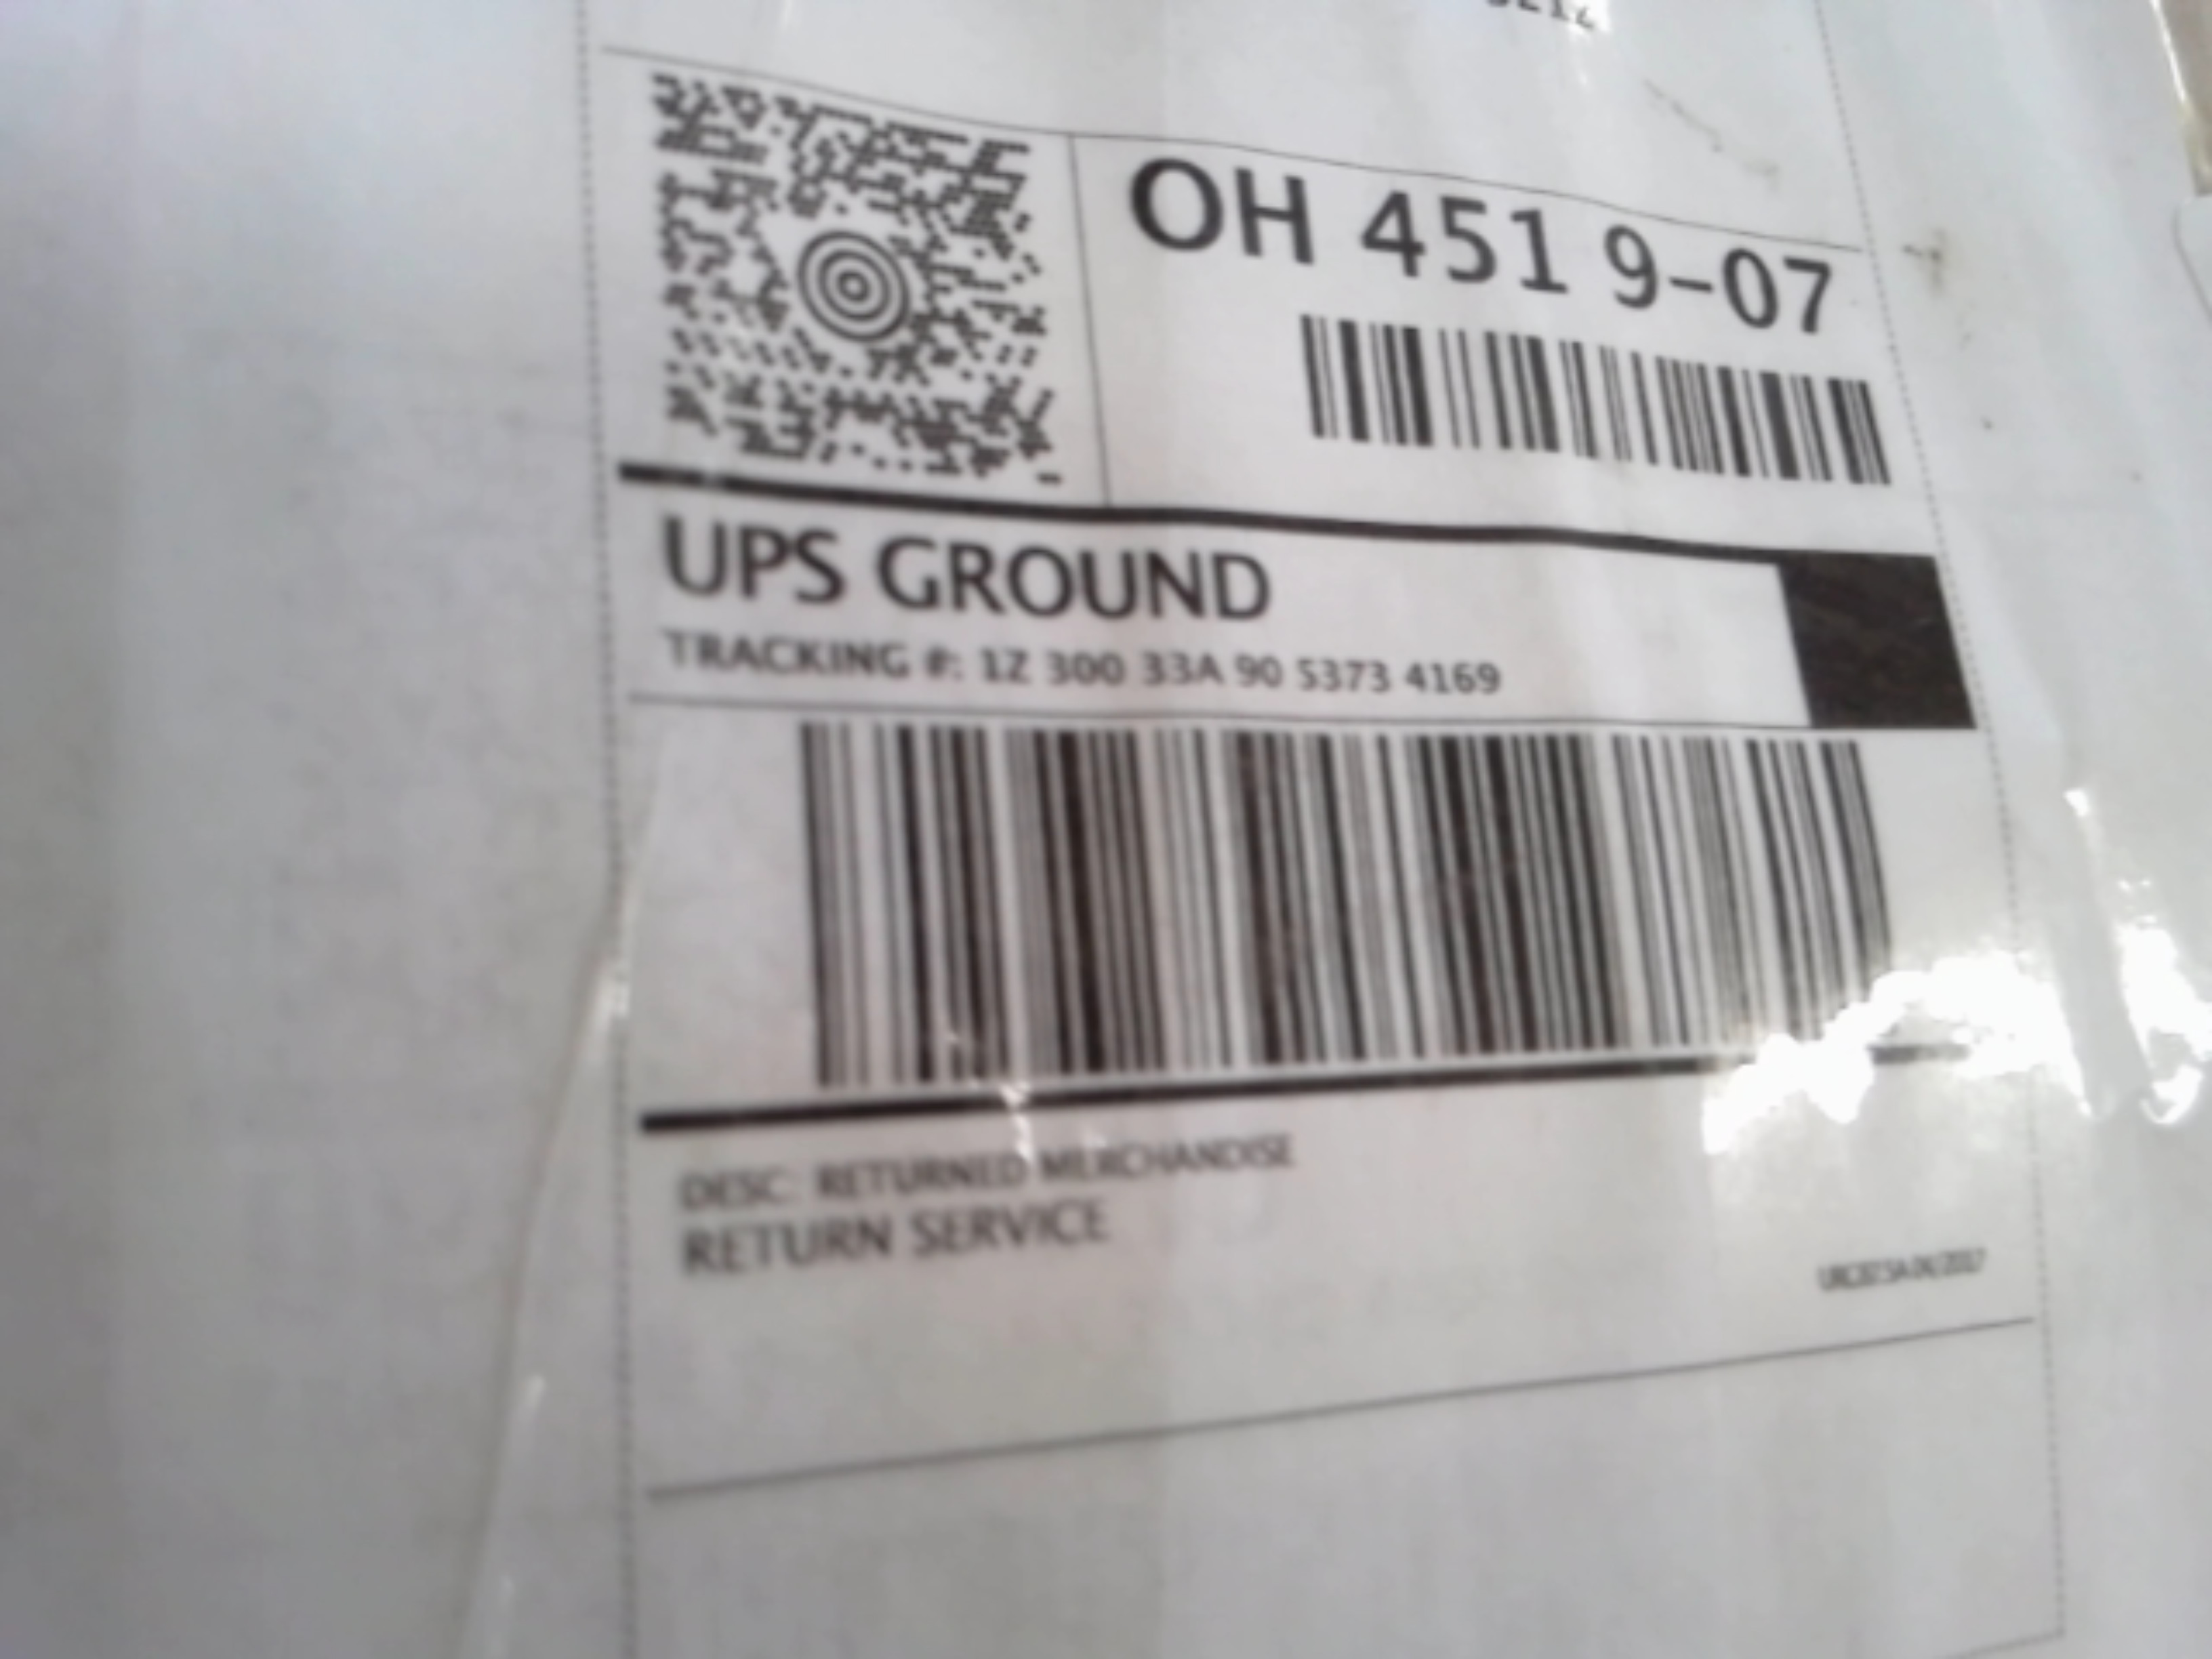 OH 451 9-07
UPS GROUND
TRACKING #: 1Z 300 33A 90 5373 4169
DESC: RETURNED MERCHANDISE
RETURN SERVICE